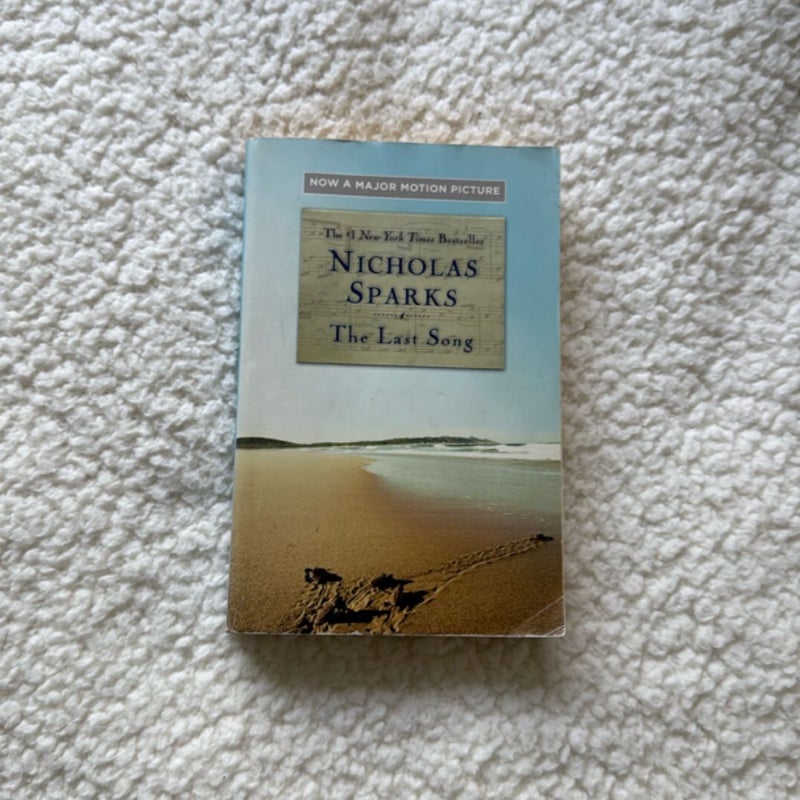 NOW A MAJOR MOTION PICTURE
The #1 New York Times Bestseller
NICHOLAS
SPARKS
The Last Song